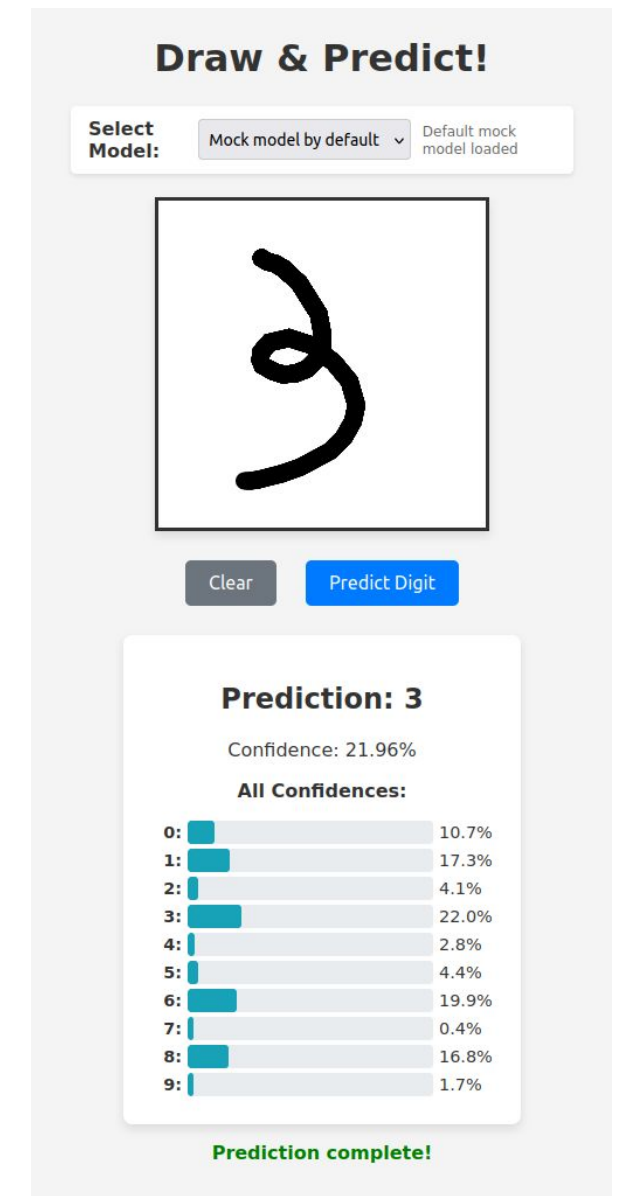 Draw & Predict!
Select
Model:
Mock model by default
Default mock
model loaded
3
Clear
Predict Digit
Prediction: 3
Confidence: 21.96%
All Confidences:
0: 10.7%
1: 17.3%
2: 4.1%
3: 22.0%
4: 2.8%
5: 4.4%
6: 19.9%
7: 0.4%
8: 16.8%
9: 1.7%
Prediction complete!